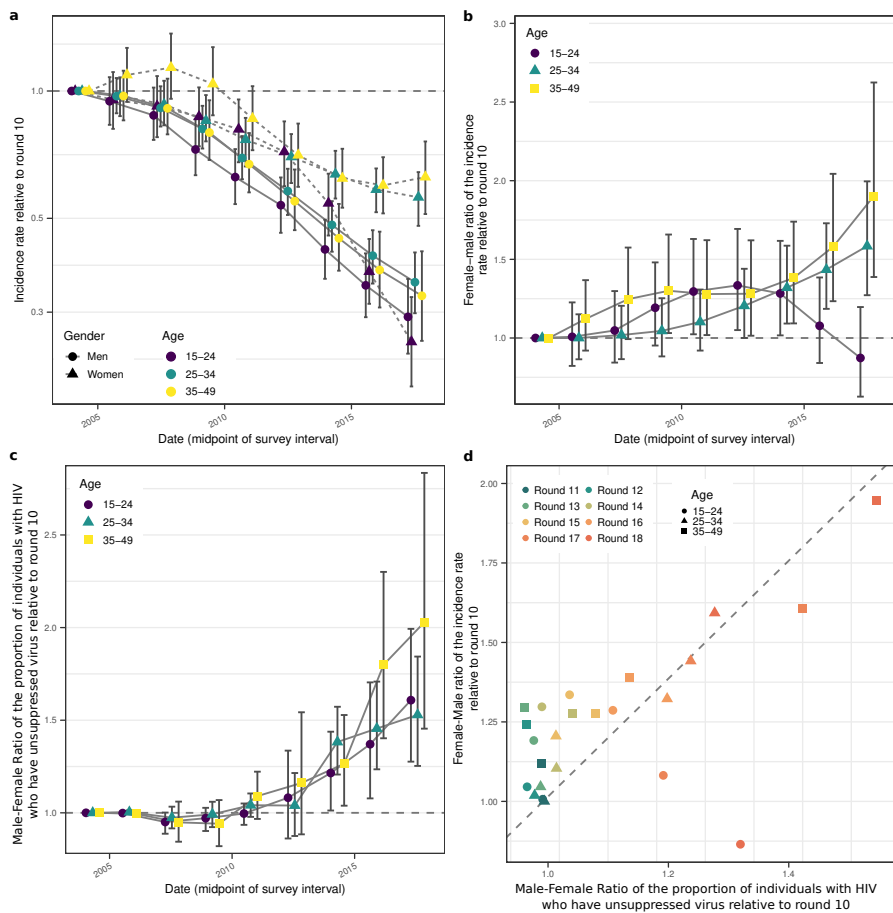 a
Incidence rate relative to round 10
1.0
0.5
0.3
Gender
Men
Women
Age
15−24
25−34
35−49
2005
2010
2015
Date (midpoint of survey interval)
b
Female−male ratio of the incidence
rate relative to round 10
3.0
2.5
2.0
1.5
1.0
Age
15−24
25−34
35−49
2005
2010
2015
Date (midpoint of survey interval)
c
Male-Female Ratio of the proportion of individuals with HIV
who have unsuppressed virus relative to round 10
2.5
2.0
1.5
1.0
Age
15−24
25−34
35−49
2005
2010
2015
Date (midpoint of survey interval)
d
Female-Male ratio of the incidence rate
relative to round 10
2.00
1.75
1.50
1.25
1.00
Round 11
Round 12
Round 13
Round 14
Round 15
Round 16
Round 17
Round 18
Age
15−24
25−34
35−49
1.0
1.2
1.4
Male-Female Ratio of the proportion of individuals with HIV
who have unsuppressed virus relative to round 10